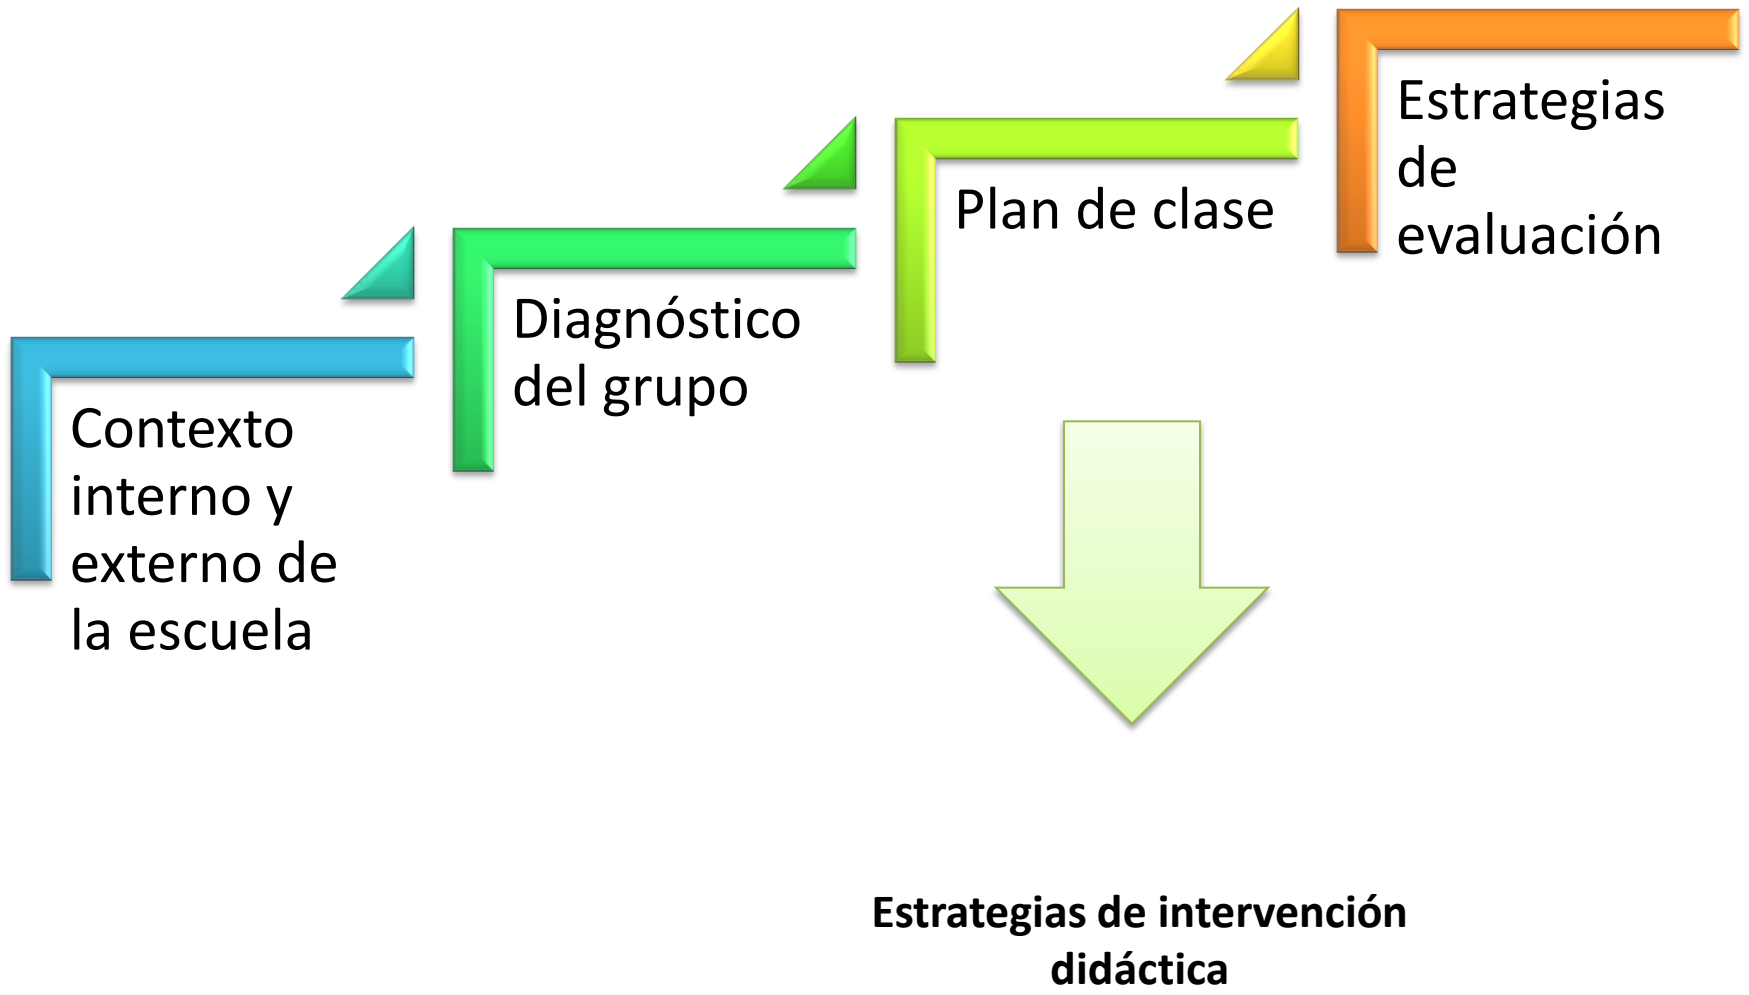 Contexto
interno y
externo de
la escuela
Diagnóstico
del grupo
Plan de clase
Estrategias
de
evaluación
Estrategias de intervención
didáctica